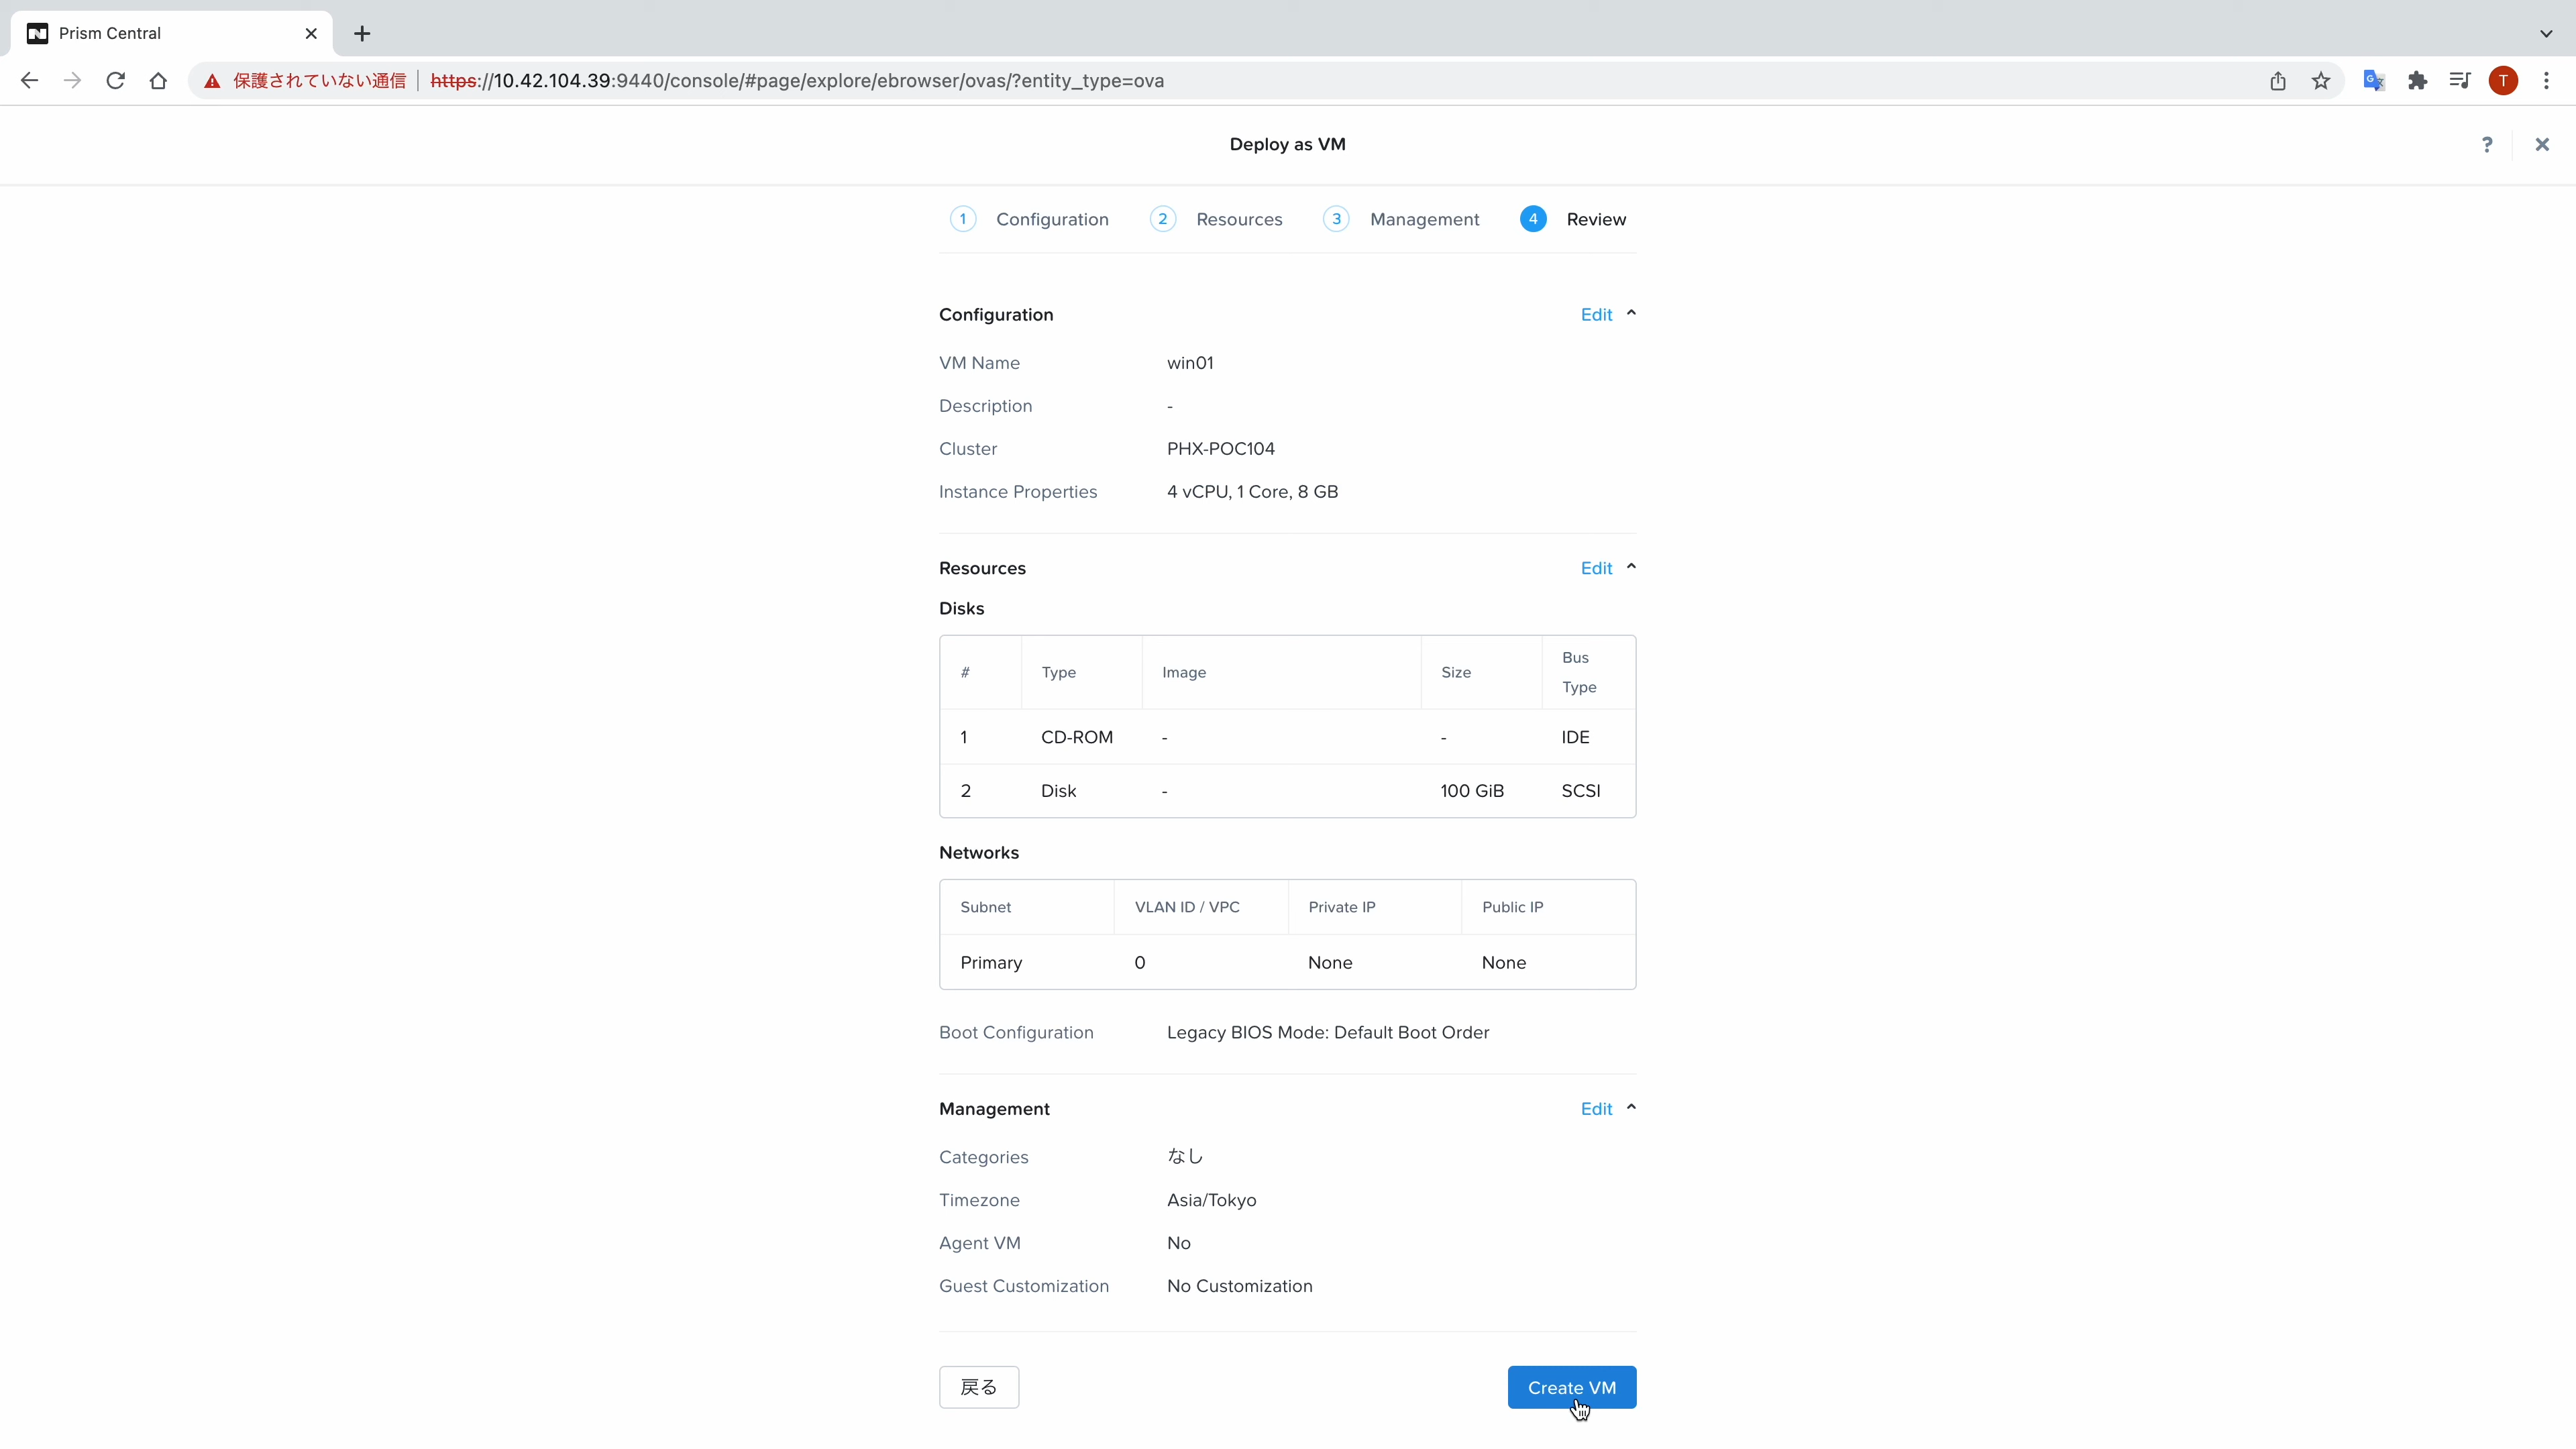 Prism Central
保護されていない通信 https://10.42.104.39:9440/console/#page/explore/ebrowser/ovas/?entity_type=ova
T
Deploy as VM
?
1 Configuration 2 Resources 3 Management 4 Review
Configuration Edit
VM Name win01
Description -
Cluster PHX-POC104
Instance Properties 4 vCPU, 1 Core, 8 GB
Resources Edit
Disks
# Type Image Size Bus Type
1 CD-ROM - - IDE
2 Disk - 100 GiB SCSI
Networks
Subnet VLAN ID / VPC Private IP Public IP
Primary 0 None None
Boot Configuration Legacy BIOS Mode: Default Boot Order
Management Edit
Categories なし
Timezone Asia/Tokyo
Agent VM No
Guest Customization No Customization
戻る Create VM